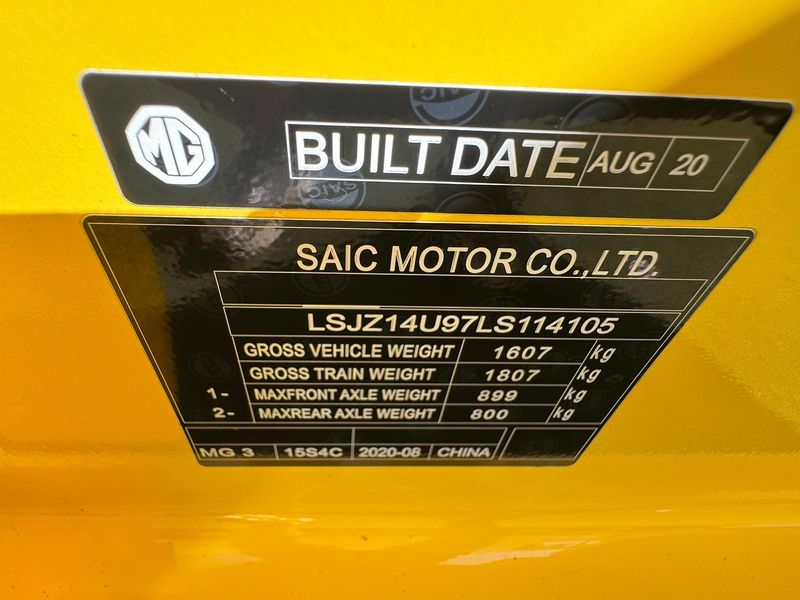 MG BUILT DATE AUG 20
SAIC MOTOR CO.,LTD.
LSJZ14U97LS114105
GROSS VEHICLE WEIGHT 1607 kg
GROSS TRAIN WEIGHT 1807 kg
1- MAXFRONT AXLE WEIGHT 899 kg
2- MAXREAR AXLE WEIGHT 800 kg
MG 3 15S4C 2020-08 CHINA